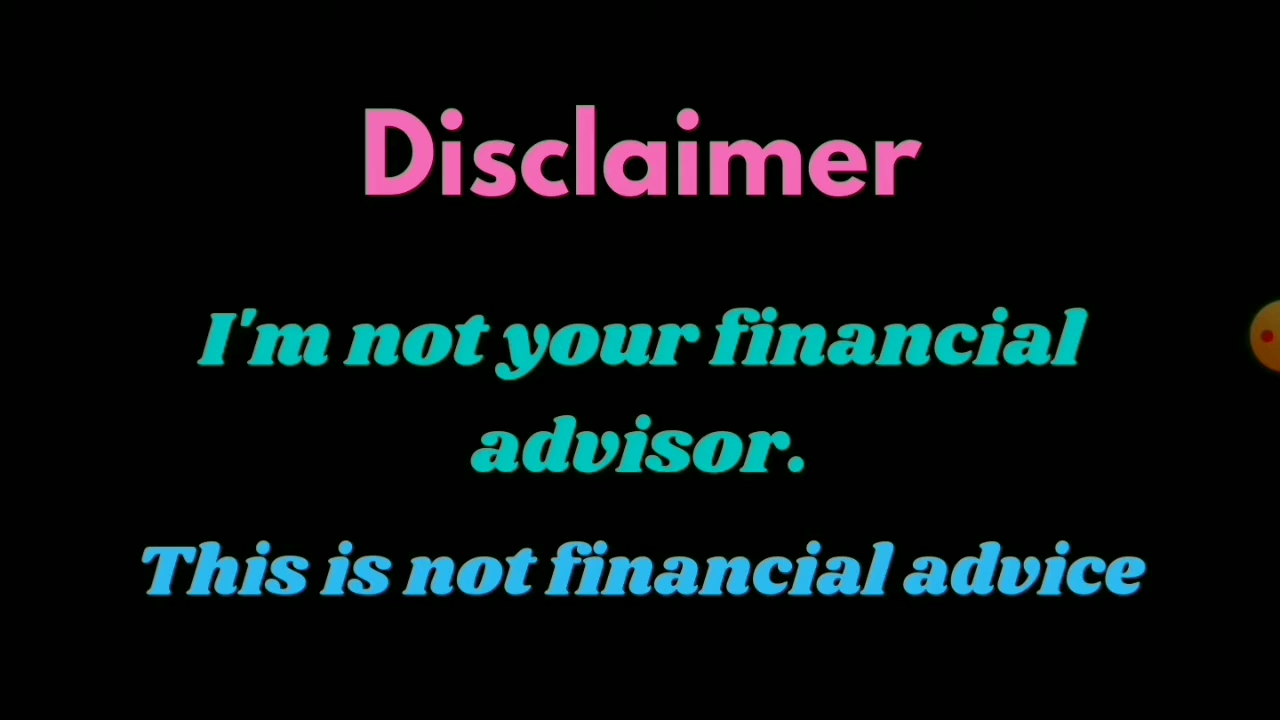 Disclaimer
I'm not your financial
advisor.
This is not financial advice